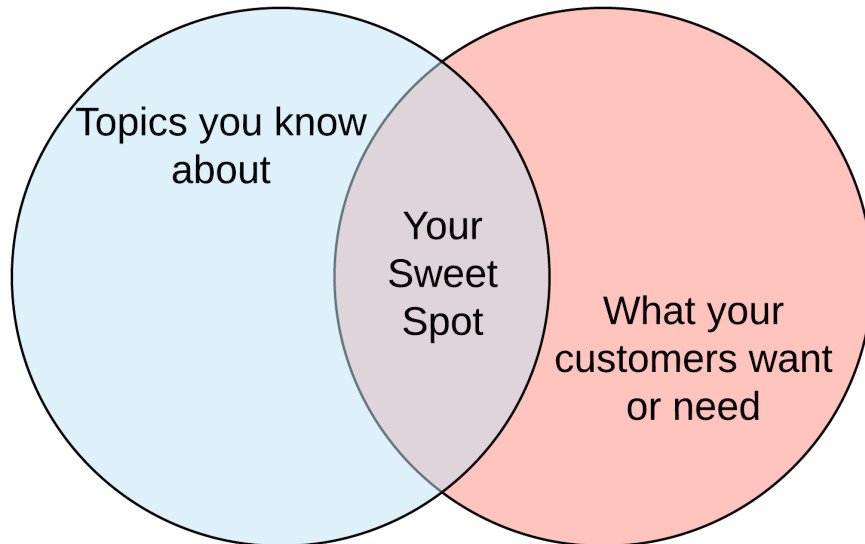 Topics you know
about
Your
Sweet
Spot
What your
customers want
or need